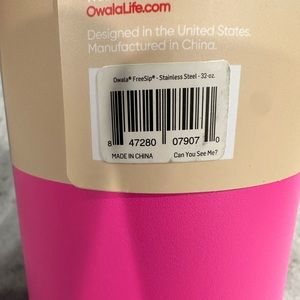 OwalaLife.com
Designed in the United States.
Manufactured in China.
Owala® FreeSip® - Stainless Steel - 32 oz.
8 47280 07907 0
MADE IN CHINA Can You See Me?